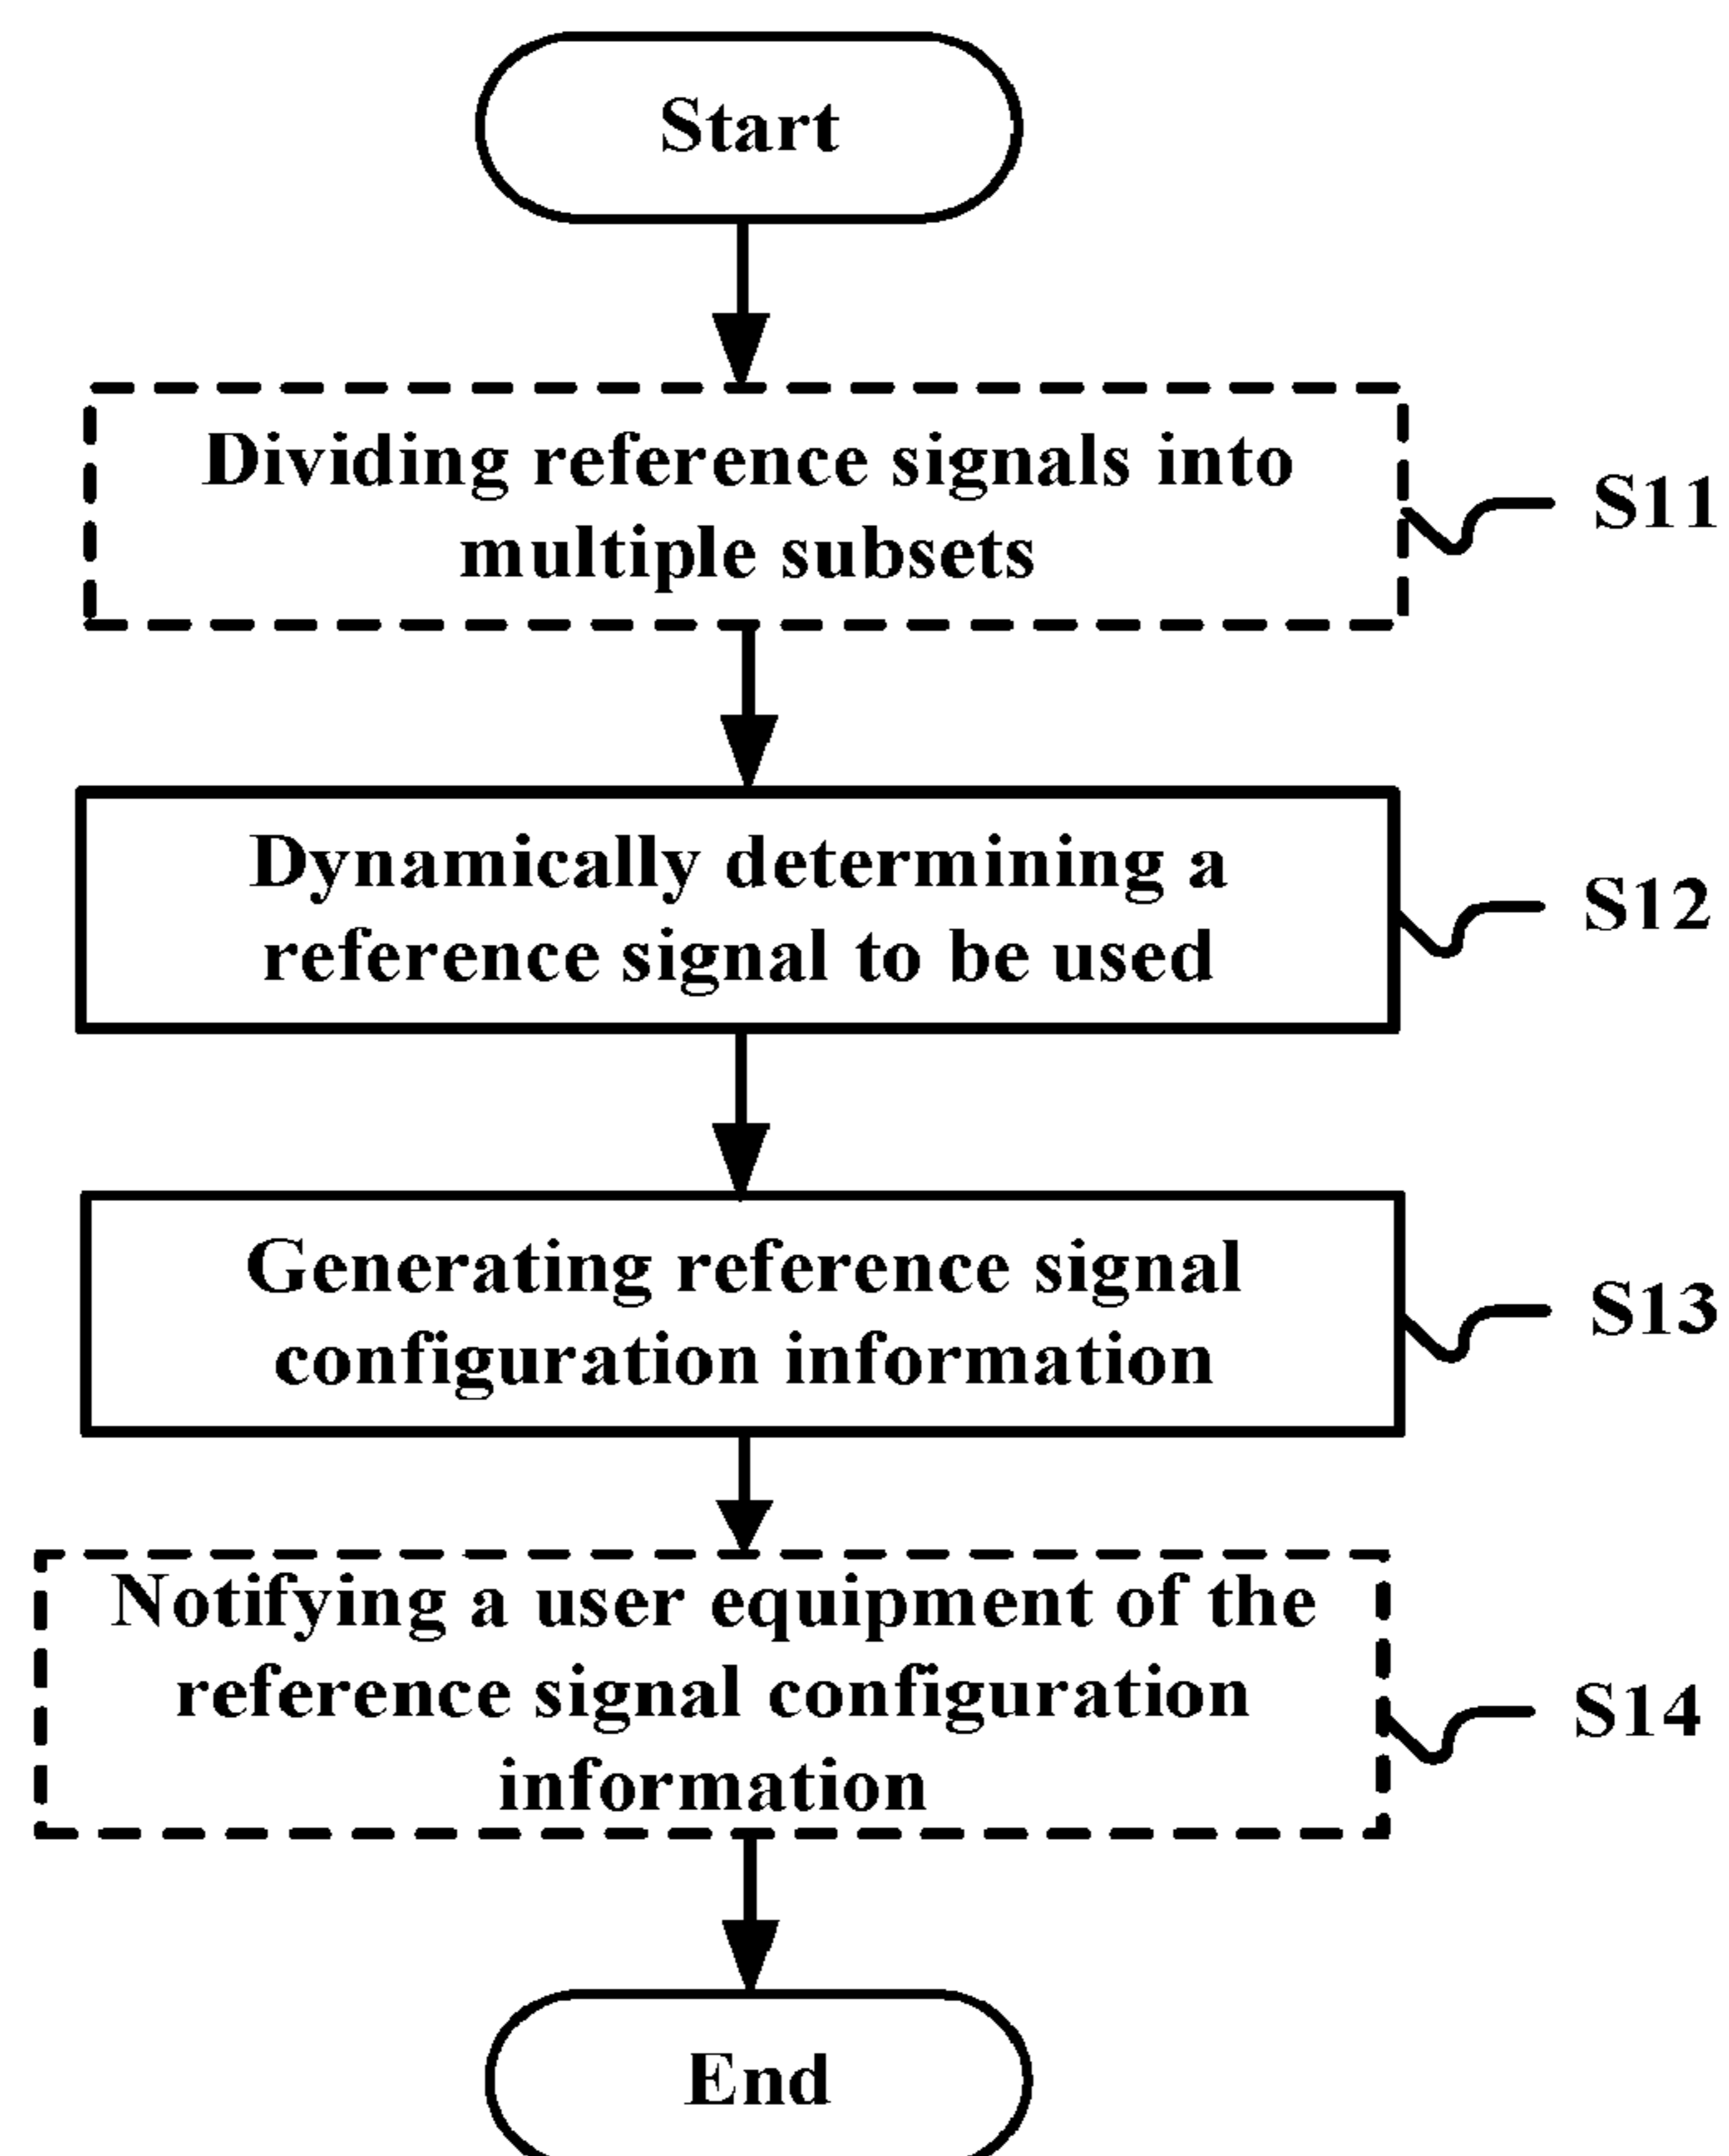 Start
Dividing reference signals into
multiple subsets
S11
Dynamically determining a
reference signal to be used
S12
Generating reference signal
configuration information
S13
Notifying a user equipment of the
reference signal configuration
information
S14
End